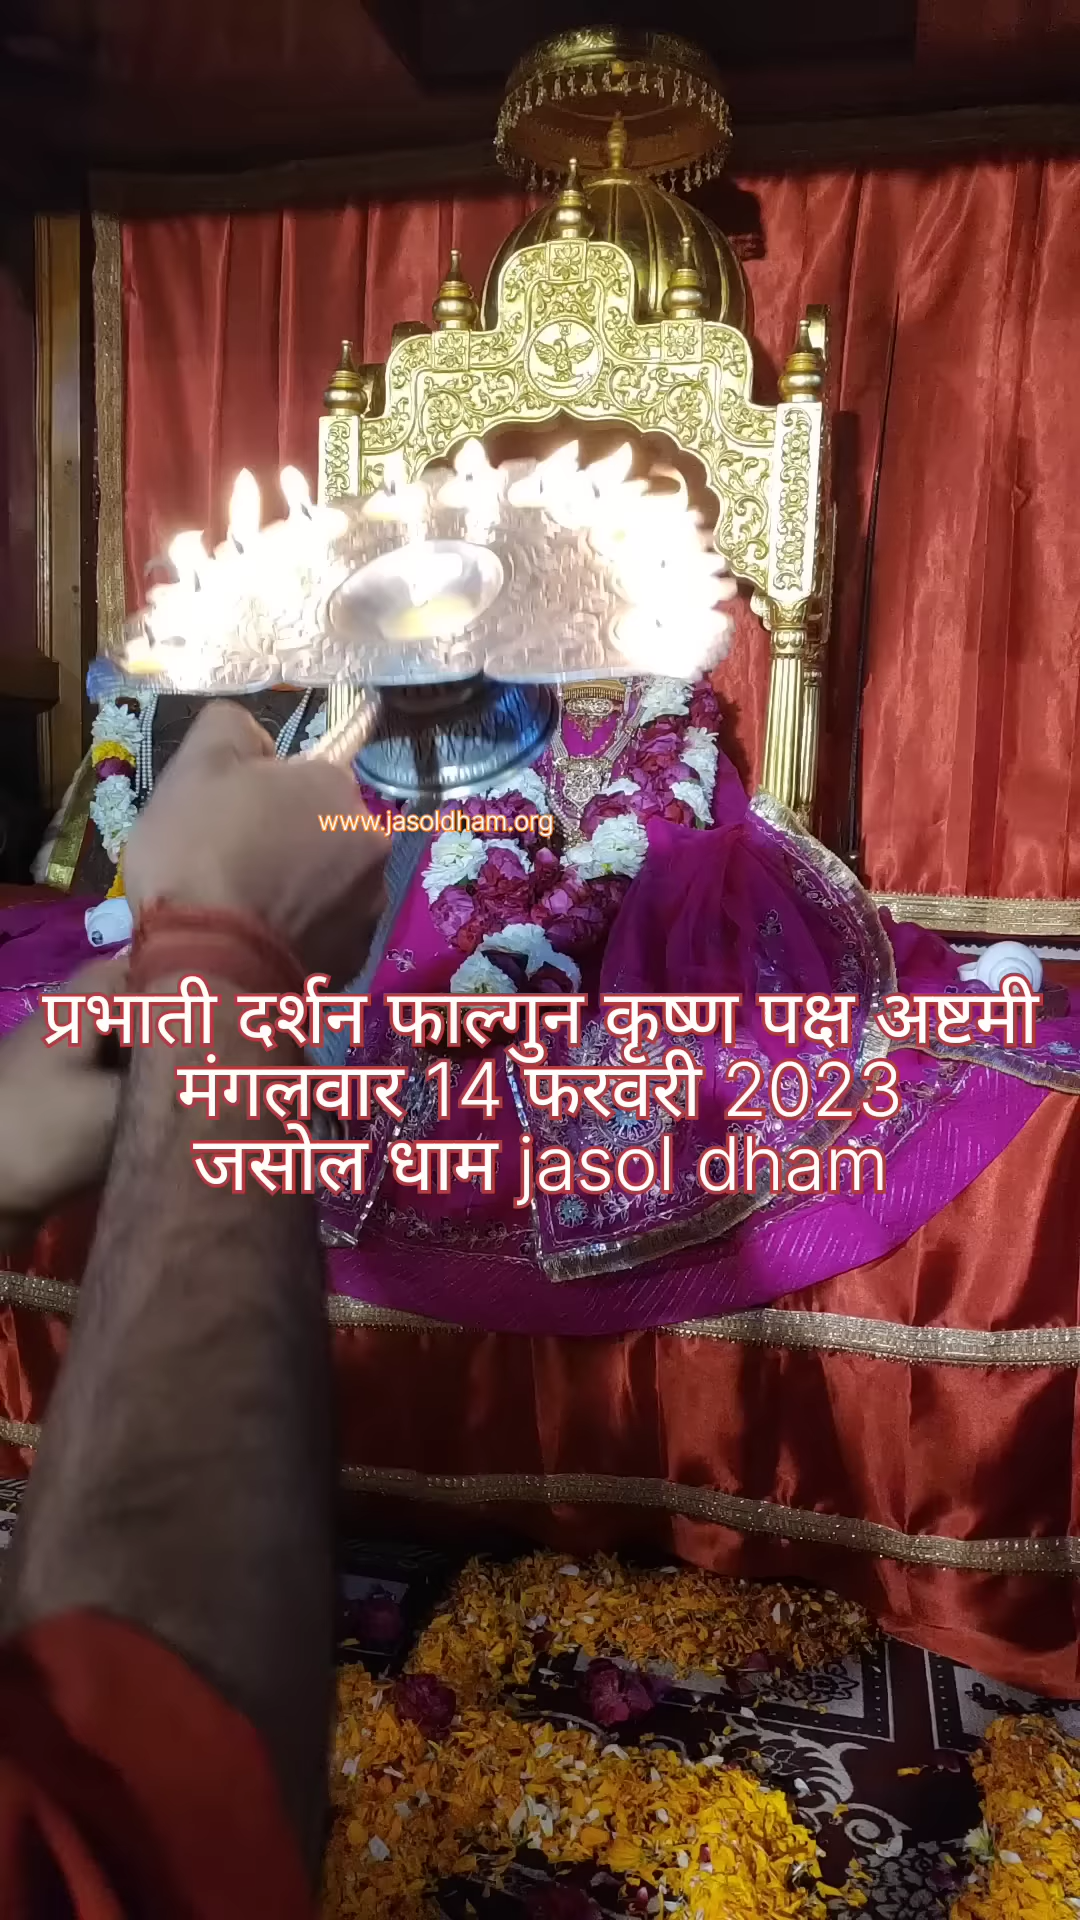 www.jasoldham.org
प्रभाती दर्शन फाल्गुन कृष्ण पक्ष अष्टमी
मंगलवार 14 फरवरी 2023
जसोल धाम jasol dham